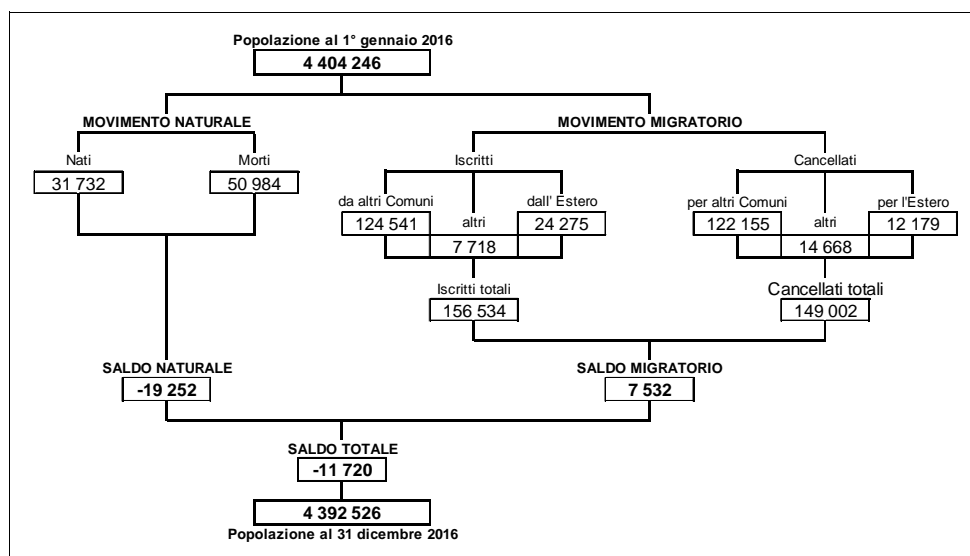 Popolazione al 1° gennaio 2016
4 404 246
MOVIMENTO NATURALE
MOVIMENTO MIGRATORIO
Nati
Morti
Iscritti
Cancellati
31 732
50 984
da altri Comuni
altri
dall' Estero
per altri Comuni
altri
per l'Estero
124 541
7 718
24 275
122 155
14 668
12 179
Iscritti totali
Cancellati totali
156 534
149 002
SALDO NATURALE
SALDO MIGRATORIO
-19 252
7 532
SALDO TOTALE
-11 720
4 392 526
Popolazione al 31 dicembre 2016